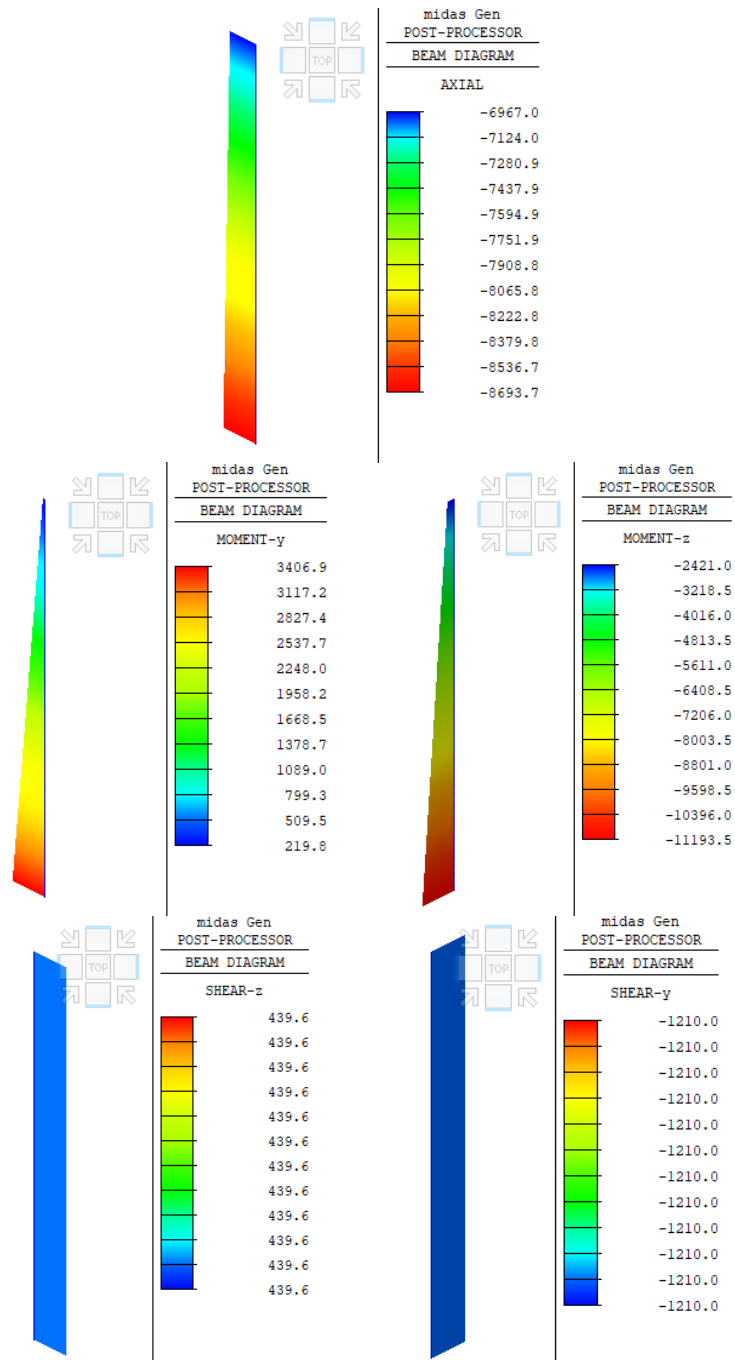 midas Gen
POST-PROCESSOR
BEAM DIAGRAM
AXIAL
TOP
-6967.0
-7124.0
-7280.9
-7437.9
-7594.9
-7751.9
-7908.8
-8065.8
-8222.8
-8379.8
-8536.7
-8693.7
midas Gen
POST-PROCESSOR
BEAM DIAGRAM
MOMENT-y
TOP
3406.9
3117.2
2827.4
2537.7
2248.0
1958.2
1668.5
1378.7
1089.0
799.3
509.5
219.8
midas Gen
POST-PROCESSOR
BEAM DIAGRAM
MOMENT-z
TOP
-2421.0
-3218.5
-4016.0
-4813.5
-5611.0
-6408.5
-7206.0
-8003.5
-8801.0
-9598.5
-10396.0
-11193.5
midas Gen
POST-PROCESSOR
BEAM DIAGRAM
SHEAR-z
TOP
439.6
439.6
439.6
439.6
439.6
439.6
439.6
439.6
439.6
439.6
439.6
439.6
midas Gen
POST-PROCESSOR
BEAM DIAGRAM
SHEAR-y
TOP
-1210.0
-1210.0
-1210.0
-1210.0
-1210.0
-1210.0
-1210.0
-1210.0
-1210.0
-1210.0
-1210.0
-1210.0